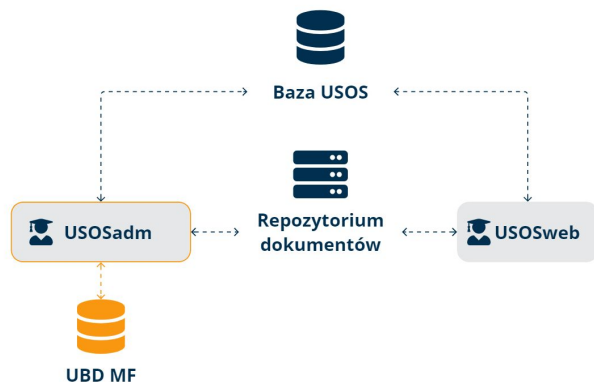 Baza USOS
USOSadm
Repozytorium
dokumentów
USOSweb
UBD MF